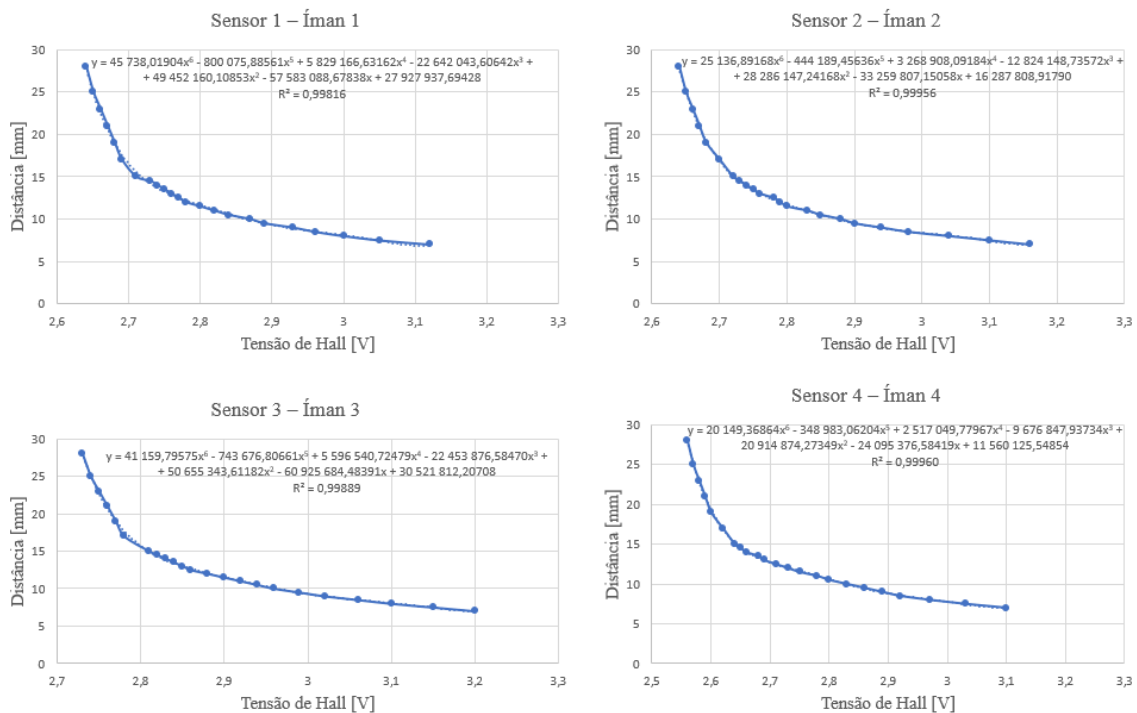 Sensor 1 – Íman 1
y = 45 738,01904x⁶ - 800 075,88561x⁵ + 5 829 166,63162x⁴ - 22 642 043,60642x³ +
+ 49 452 160,10853x² - 57 583 088,67838x + 27 927 937,69428
R² = 0,99816
Distância [mm]
30
25
20
15
10
5
0
2,6 2,7 2,8 2,9 3 3,1 3,2 3,3
Tensão de Hall [V]
Sensor 2 – Íman 2
y = 25 136,89168x⁶ - 444 189,45636x⁵ + 3 268 908,09184x⁴ - 12 824 148,73572x³ +
+ 28 286 147,24168x² - 33 259 807,15058x + 16 287 808,91790
R² = 0,99956
Distância [mm]
30
25
20
15
10
5
0
2,6 2,7 2,8 2,9 3 3,1 3,2 3,3
Tensão de Hall [V]
Sensor 3 – Íman 3
y = 41 159,79575x⁶ - 743 676,80661x⁵ + 5 596 540,72479x⁴ - 22 453 876,58470x³ +
+ 50 655 343,61182x² - 60 925 684,48391x + 30 521 812,20708
R² = 0,99889
Distância [mm]
30
25
20
15
10
5
0
2,7 2,8 2,9 3 3,1 3,2 3,3
Tensão de Hall [V]
Sensor 4 – Íman 4
y = 20 149,36864x⁶ - 348 983,06204x⁵ + 2 517 049,77967x⁴ - 9 676 847,93734x³ +
20 914 874,27349x² - 24 095 376,58419x + 11 560 125,54854
R² = 0,99960
Distância [mm]
30
25
20
15
10
5
0
2,5 2,6 2,7 2,8 2,9 3 3,1 3,2 3,3
Tensão de Hall [V]